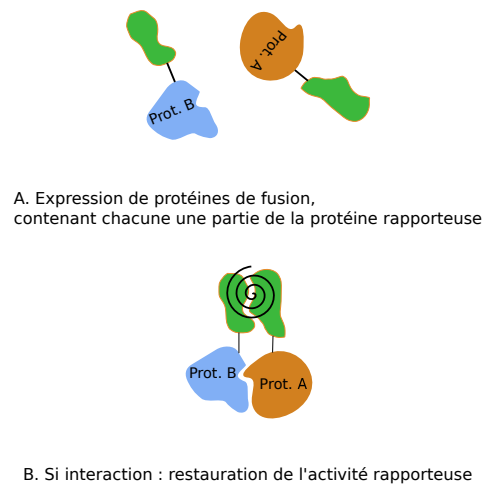 Prot. B
Prot. A
A. Expression de protéines de fusion,
contenant chacune une partie de la protéine rapporteuse
Prot. B
Prot. A
B. Si interaction : restauration de l'activité rapporteuse